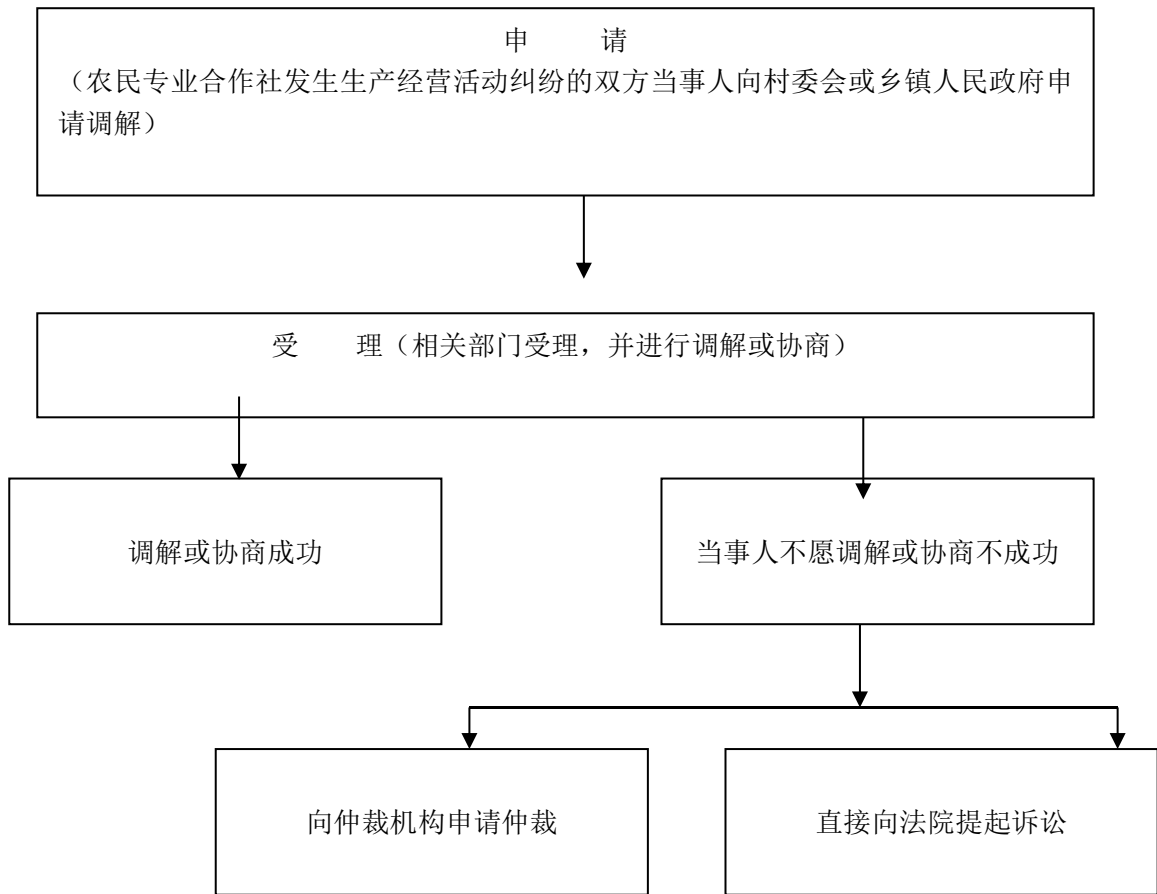 申 请
（农民专业合作社发生生产经营活动纠纷的双方当事人向村委会或乡镇人民政府申
请调解）
受 理（相关部门受理，并进行调解或协商）
调解或协商成功
当事人不愿调解或协商不成功
向仲裁机构申请仲裁
直接向法院提起诉讼